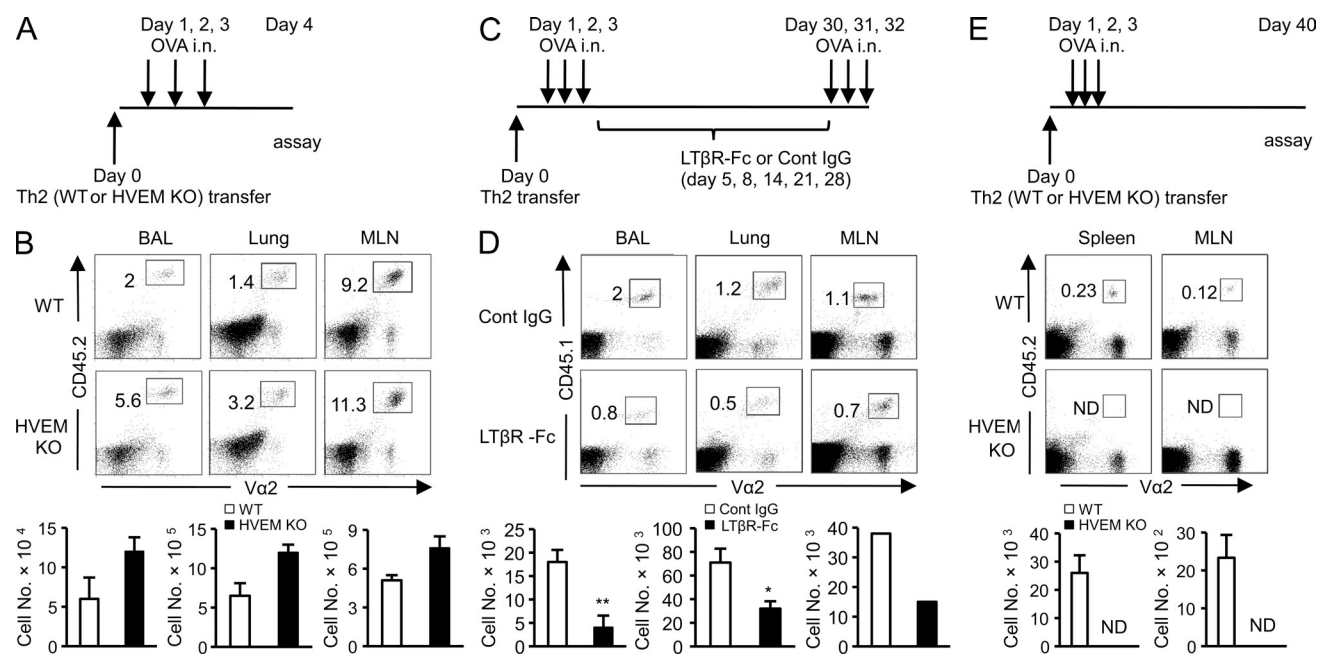 A
Day 1, 2, 3
Day 4
OVA i.n.
assay
Day 0
Th2 (WT or HVEM KO) transfer
C
Day 1, 2, 3
Day 30, 31, 32
OVA i.n.
OVA i.n.
LTβR-Fc or Cont IgG
(day 5, 8, 14, 21, 28)
Day 0
Th2 transfer
E
Day 1, 2, 3
Day 40
OVA i.n.
assay
Day 0
Th2 (WT or HVEM KO) transfer
B
BAL
Lung
MLN
WT
2
1.4
9.2
CD45.2
HVEM
KO
5.6
3.2
11.3
Vα2
WT
HVEM KO
Cell No. × 10 4
15
10
5
0
Cell No. × 10 5
15
10
5
0
Cell No. × 10 5
9
6
3
0
D
BAL
Lung
MLN
Cont IgG
2
1.2
1.1
CD45.1
LTβR -Fc
0.8
0.5
0.7
Vα2
Cont IgG
LTβR-Fc
Cell No. × 10 3
25
20
15
10
5
0
**
Cell No. × 10 3
100
80
60
40
20
0
*
Cell No. × 10 3
40
30
20
10
0
Spleen
MLN
WT
0.23
0.12
CD45.2
HVEM
KO
ND
ND
Vα2
WT
HVEM KO
Cell No. × 10 3
40
30
20
10
0
ND
Cell No. × 10 2
30
20
10
0
ND